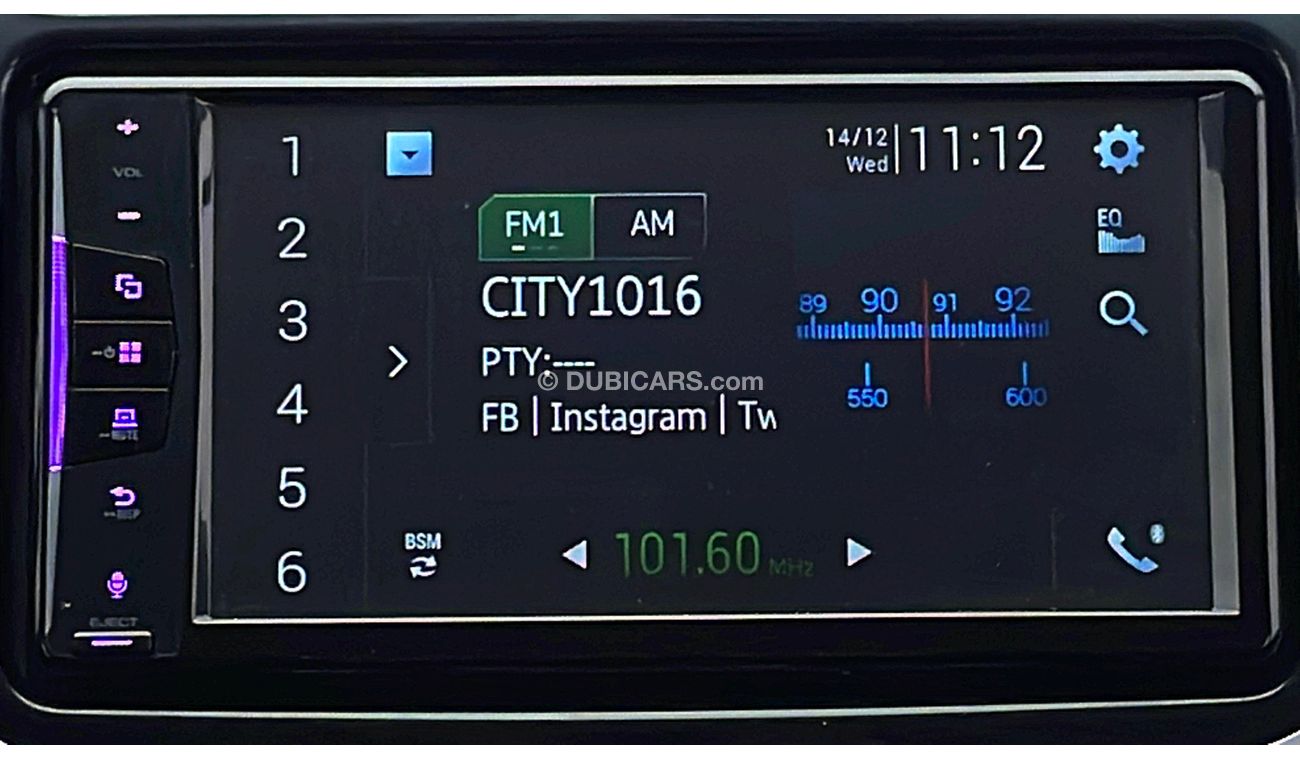 VOL
EJECT
1
2
3
4
5
6
14/12
Wed
11:12
FM1
AM
EQ
CITY1016
89 90 91 92
PTY:----
© DUBICARS.com
550 600
FB | Instagram | Tw
BSM
101.60 MHz